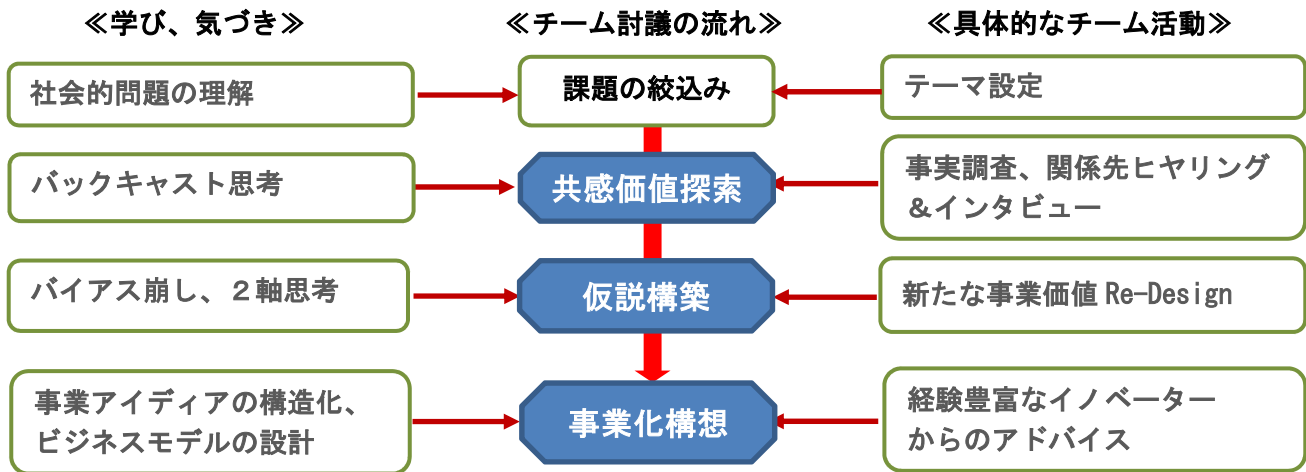 ≪学び、気づき≫
≪チーム討議の流れ≫
≪具体的なチーム活動≫
社会的問題の理解
課題の絞込み
テーマ設定
バックキャスト思考
共感価値探索
事実調査、関係先ヒヤリング
＆インタビュー
バイアス崩し、２軸思考
仮説構築
新たな事業価値 Re-Design
事業アイディアの構造化、
ビジネスモデルの設計
事業化構想
経験豊富なイノベーター
からのアドバイス